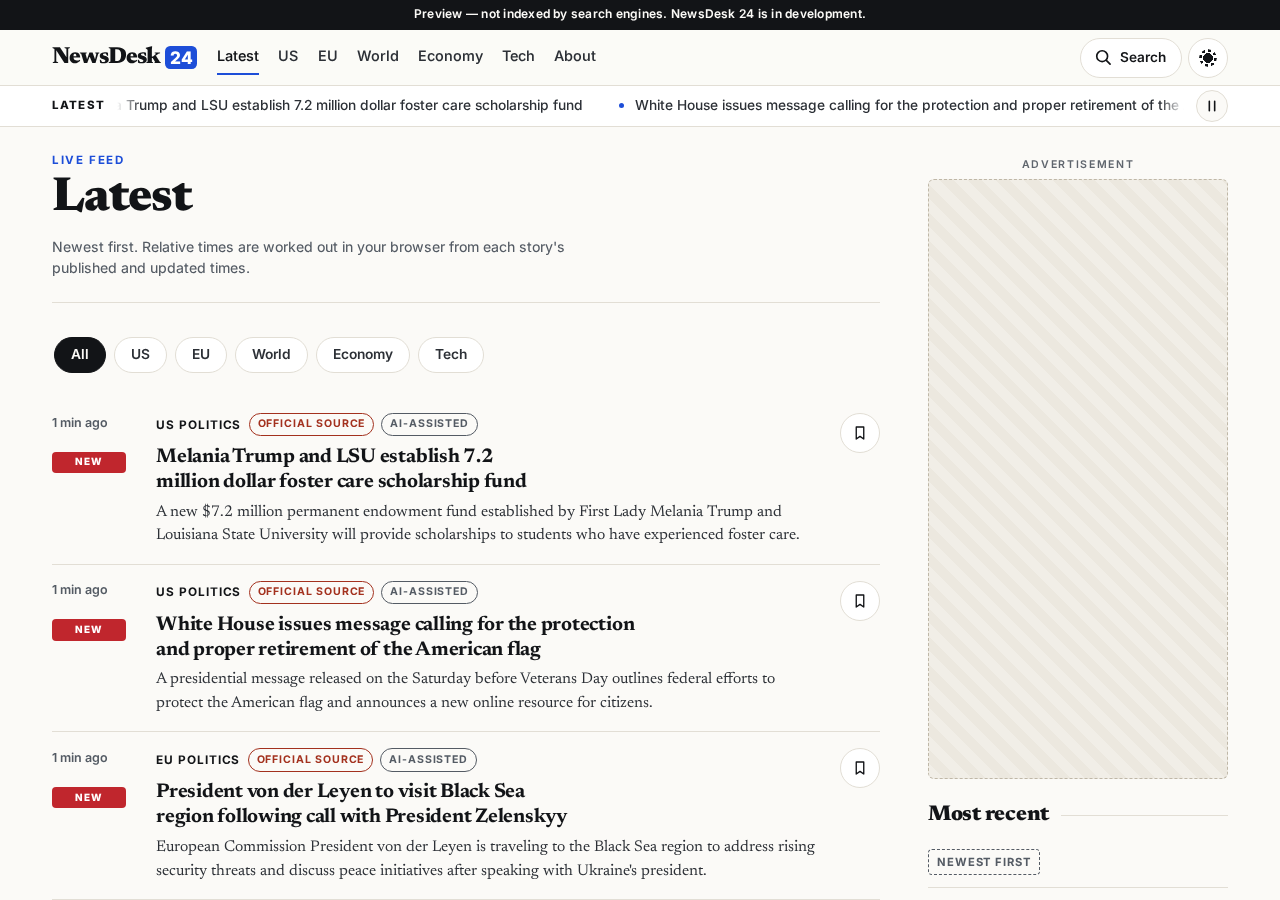 Preview — not indexed by search engines. NewsDesk 24 is in development.
NewsDesk 24
Latest US EU World Economy Tech About
Search
LATEST
Trump and LSU establish 7.2 million dollar foster care scholarship fund
White House issues message calling for the protection and proper retirement of the
LIVE FEED
Latest
Newest first. Relative times are worked out in your browser from each story's
published and updated times.
All US EU World Economy Tech
1 min ago
NEW
US POLITICS OFFICIAL SOURCE AI-ASSISTED
Melania Trump and LSU establish 7.2
million dollar foster care scholarship fund
A new $7.2 million permanent endowment fund established by First Lady Melania Trump and
Louisiana State University will provide scholarships to students who have experienced foster care.
1 min ago
NEW
US POLITICS OFFICIAL SOURCE AI-ASSISTED
White House issues message calling for the protection
and proper retirement of the American flag
A presidential message released on the Saturday before Veterans Day outlines federal efforts to
protect the American flag and announces a new online resource for citizens.
1 min ago
NEW
EU POLITICS OFFICIAL SOURCE AI-ASSISTED
President von der Leyen to visit Black Sea
region following call with President Zelenskyy
European Commission President von der Leyen is traveling to the Black Sea region to address rising
security threats and discuss peace initiatives after speaking with Ukraine's president.
ADVERTISEMENT
Most recent
NEWEST FIRST